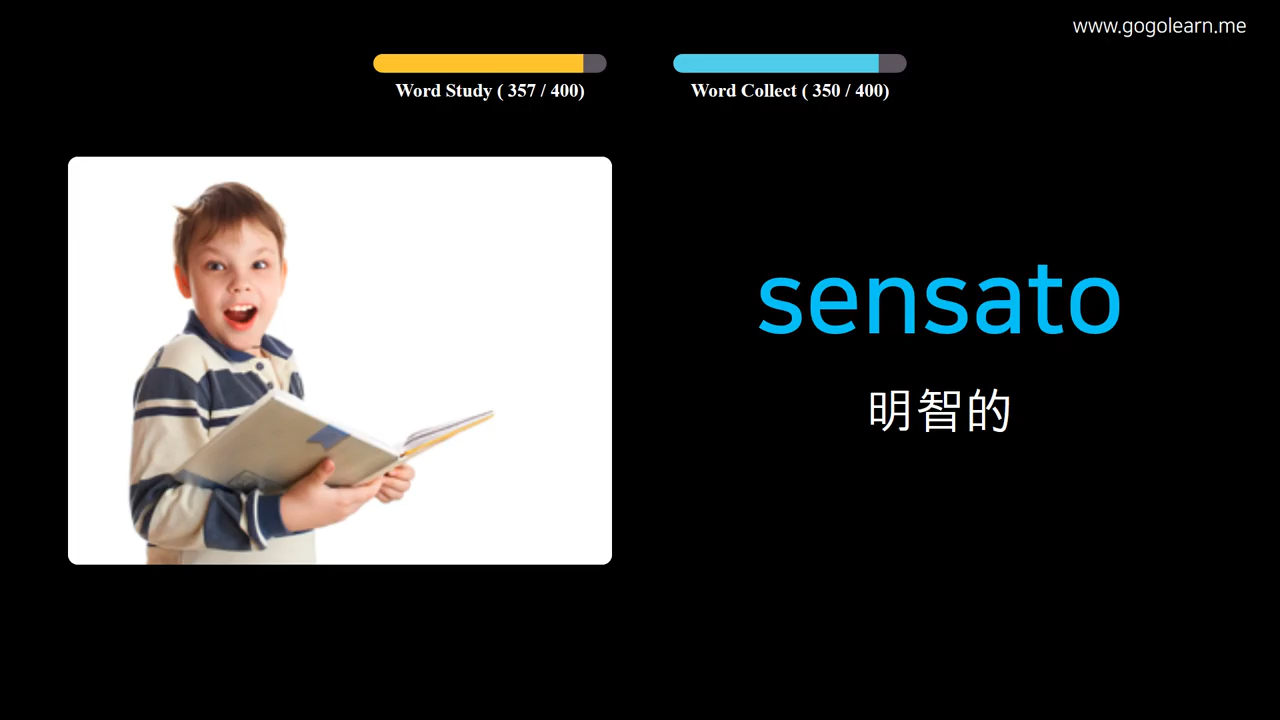 www.gogolearn.me
Word Study ( 357 / 400)
Word Collect ( 350 / 400)
sensato
明智的